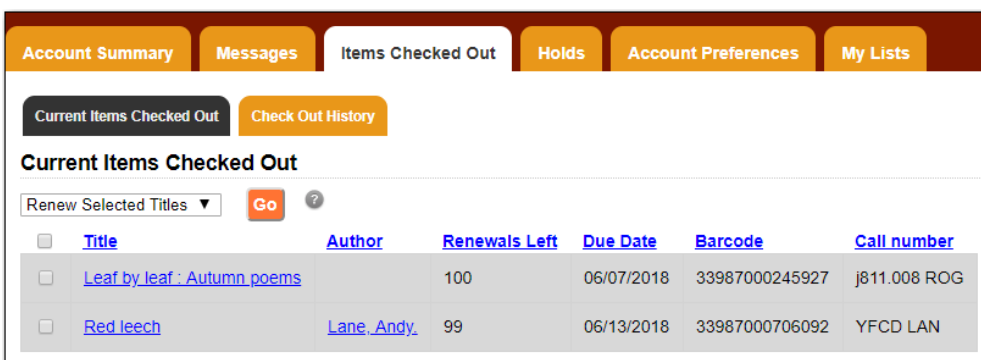 Account Summary Messages Items Checked Out Holds Account Preferences My Lists
Current Items Checked Out Check Out History
Current Items Checked Out
Renew Selected Titles ▼ Go ?
Title Author Renewals Left Due Date Barcode Call number
Leaf by leaf : Autumn poems 100 06/07/2018 33987000245927 j811.008 ROG
Red leech Lane, Andy. 99 06/13/2018 33987000706092 YFCD LAN